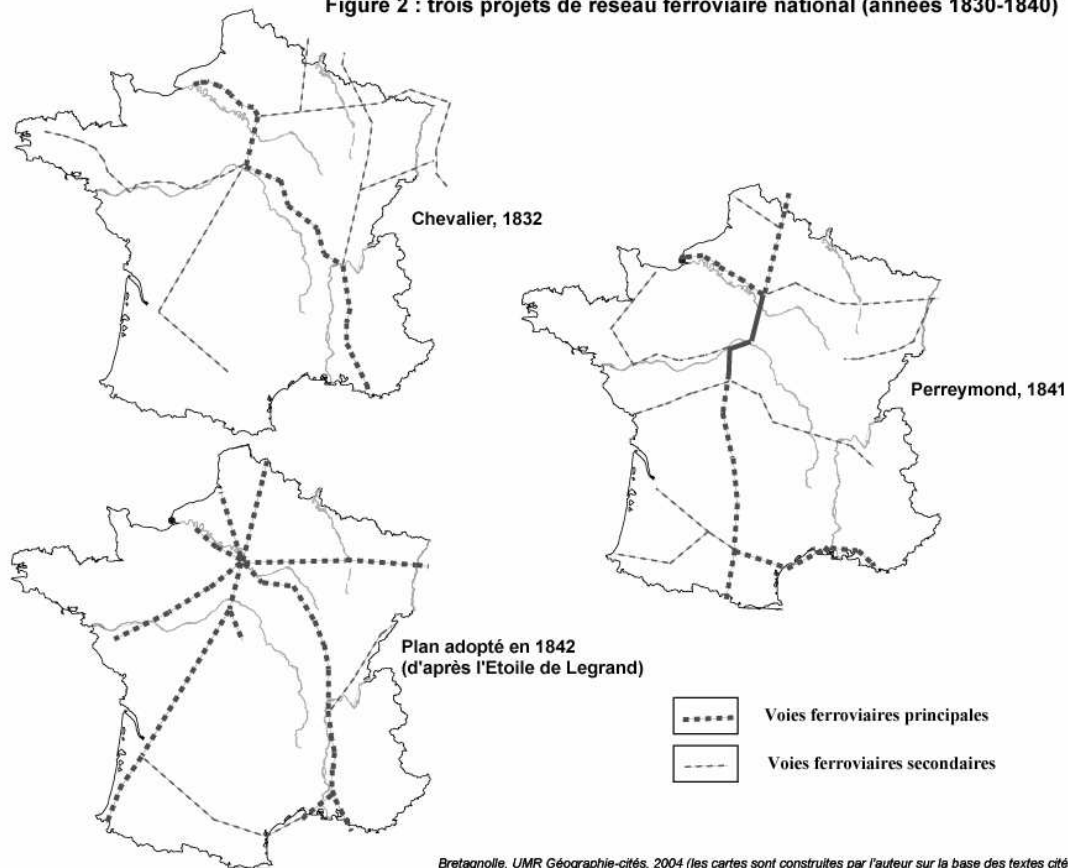 Figure 2 : trois projets de réseau ferroviaire national (années 1830-1840)
Chevalier, 1832
Perreymond, 1841
Plan adopté en 1842
(d'après l'Etoile de Legrand)
Voies ferroviaires principales
Voies ferroviaires secondaires
Bretagnolle, UMR Géographie-cités, 2004 (les cartes sont construites par l'auteur sur la base des textes cité